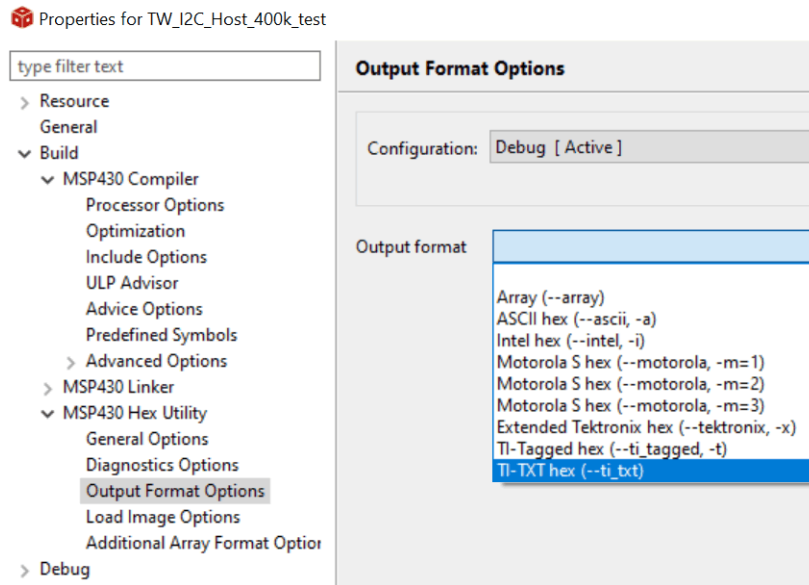 Properties for TW_I2C_Host_400k_test
type filter text
Resource
General
Build
MSP430 Compiler
Processor Options
Optimization
Include Options
ULP Advisor
Advice Options
Predefined Symbols
Advanced Options
MSP430 Linker
MSP430 Hex Utility
General Options
Diagnostics Options
Output Format Options
Load Image Options
Additional Array Format Option
Debug
Output Format Options
Configuration: Debug [ Active ]
Output format
Array (--array)
ASCII hex (--ascii, -a)
Intel hex (--intel, -i)
Motorola S hex (--motorola, -m=1)
Motorola S hex (--motorola, -m=2)
Motorola S hex (--motorola, -m=3)
Extended Tektronix hex (--tektronix, -x)
TI-Tagged hex (--ti_tagged, -t)
TI-TXT hex (--ti_txt)